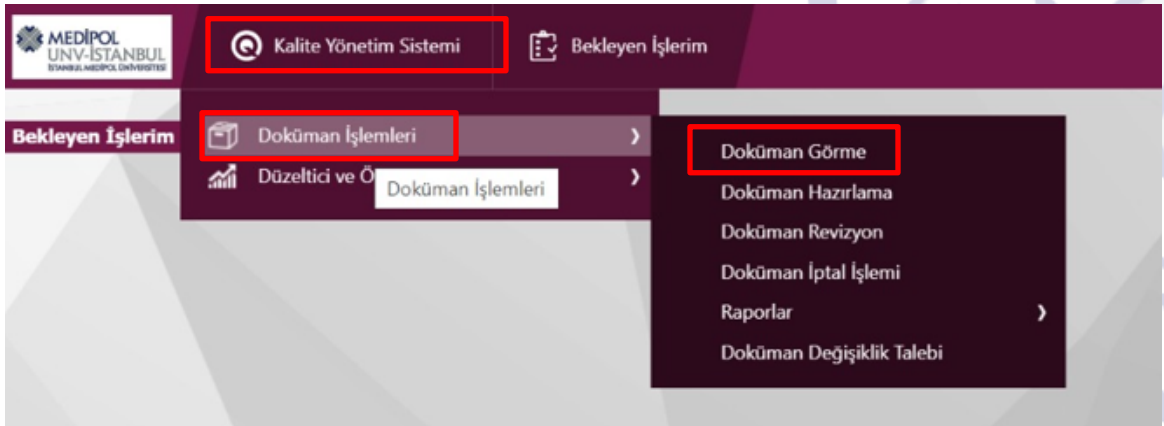 MEDİPOL
UNV-İSTANBUL
İSTANBUL MEDİPOL ÜNİVERSİTESİ
Kalite Yönetim Sistemi
Bekleyen İşlerim
Bekleyen İşlerim
Doküman İşlemleri
Düzeltici ve Ö
Doküman İşlemleri
Doküman Görme
Doküman Hazırlama
Doküman Revizyon
Doküman İptal İşlemi
Raporlar
Doküman Değişiklik Talebi